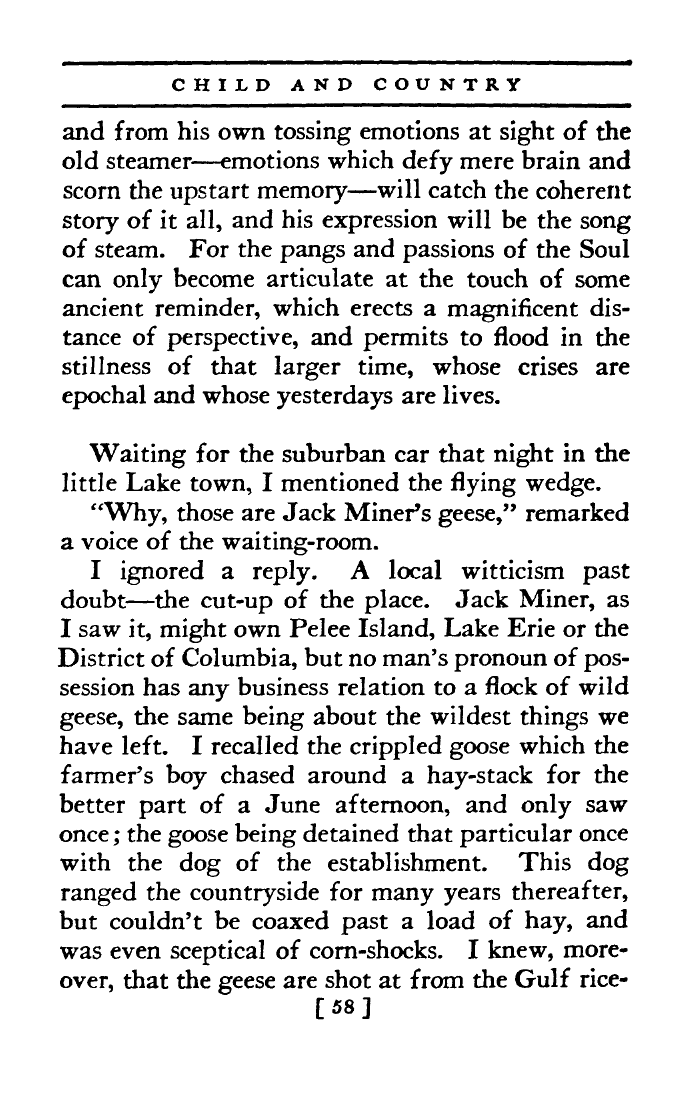 CHILD AND COUNTRY
and from his own tossing emotions at sight of the
old steamer—emotions which defy mere brain and
scorn the upstart memory—will catch the coherent
story of it all, and his expression will be the song
of steam. For the pangs and passions of the Soul
can only become articulate at the touch of some
ancient reminder, which erects a magnificent dis-
tance of perspective, and permits to flood in the
stillness of that larger time, whose crises are
epochal and whose yesterdays are lives.
Waiting for the suburban car that night in the
little Lake town, I mentioned the flying wedge.
“Why, those are Jack Miner’s geese,” remarked
a voice of the waiting-room.
I ignored a reply. A local witticism past
doubt—the cut-up of the place. Jack Miner, as
I saw it, might own Pelee Island, Lake Erie or the
District of Columbia, but no man’s pronoun of pos-
session has any business relation to a flock of wild
geese, the same being about the wildest things we
have left. I recalled the crippled goose which the
farmer’s boy chased around a hay-stack for the
better part of a June afternoon, and only saw
once; the goose being detained that particular once
with the dog of the establishment. This dog
ranged the countryside for many years thereafter,
but couldn’t be coaxed past a load of hay, and
was even sceptical of corn-shocks. I knew, more-
over, that the geese are shot at from the Gulf rice-
[ 58 ]